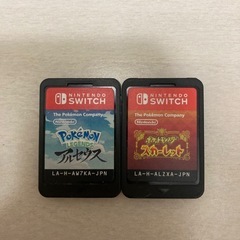 NINTENDO
SWITCH
The Pokémon Company
Nintendo
Pokémon
LEGENDS
アルセウス
LA-H-AW7KA-JPN
NINTENDO
SWITCH
The Pokémon Company
Nintendo
ポケットモンスター
スカーレット
LA-H-ALZXA-JPN